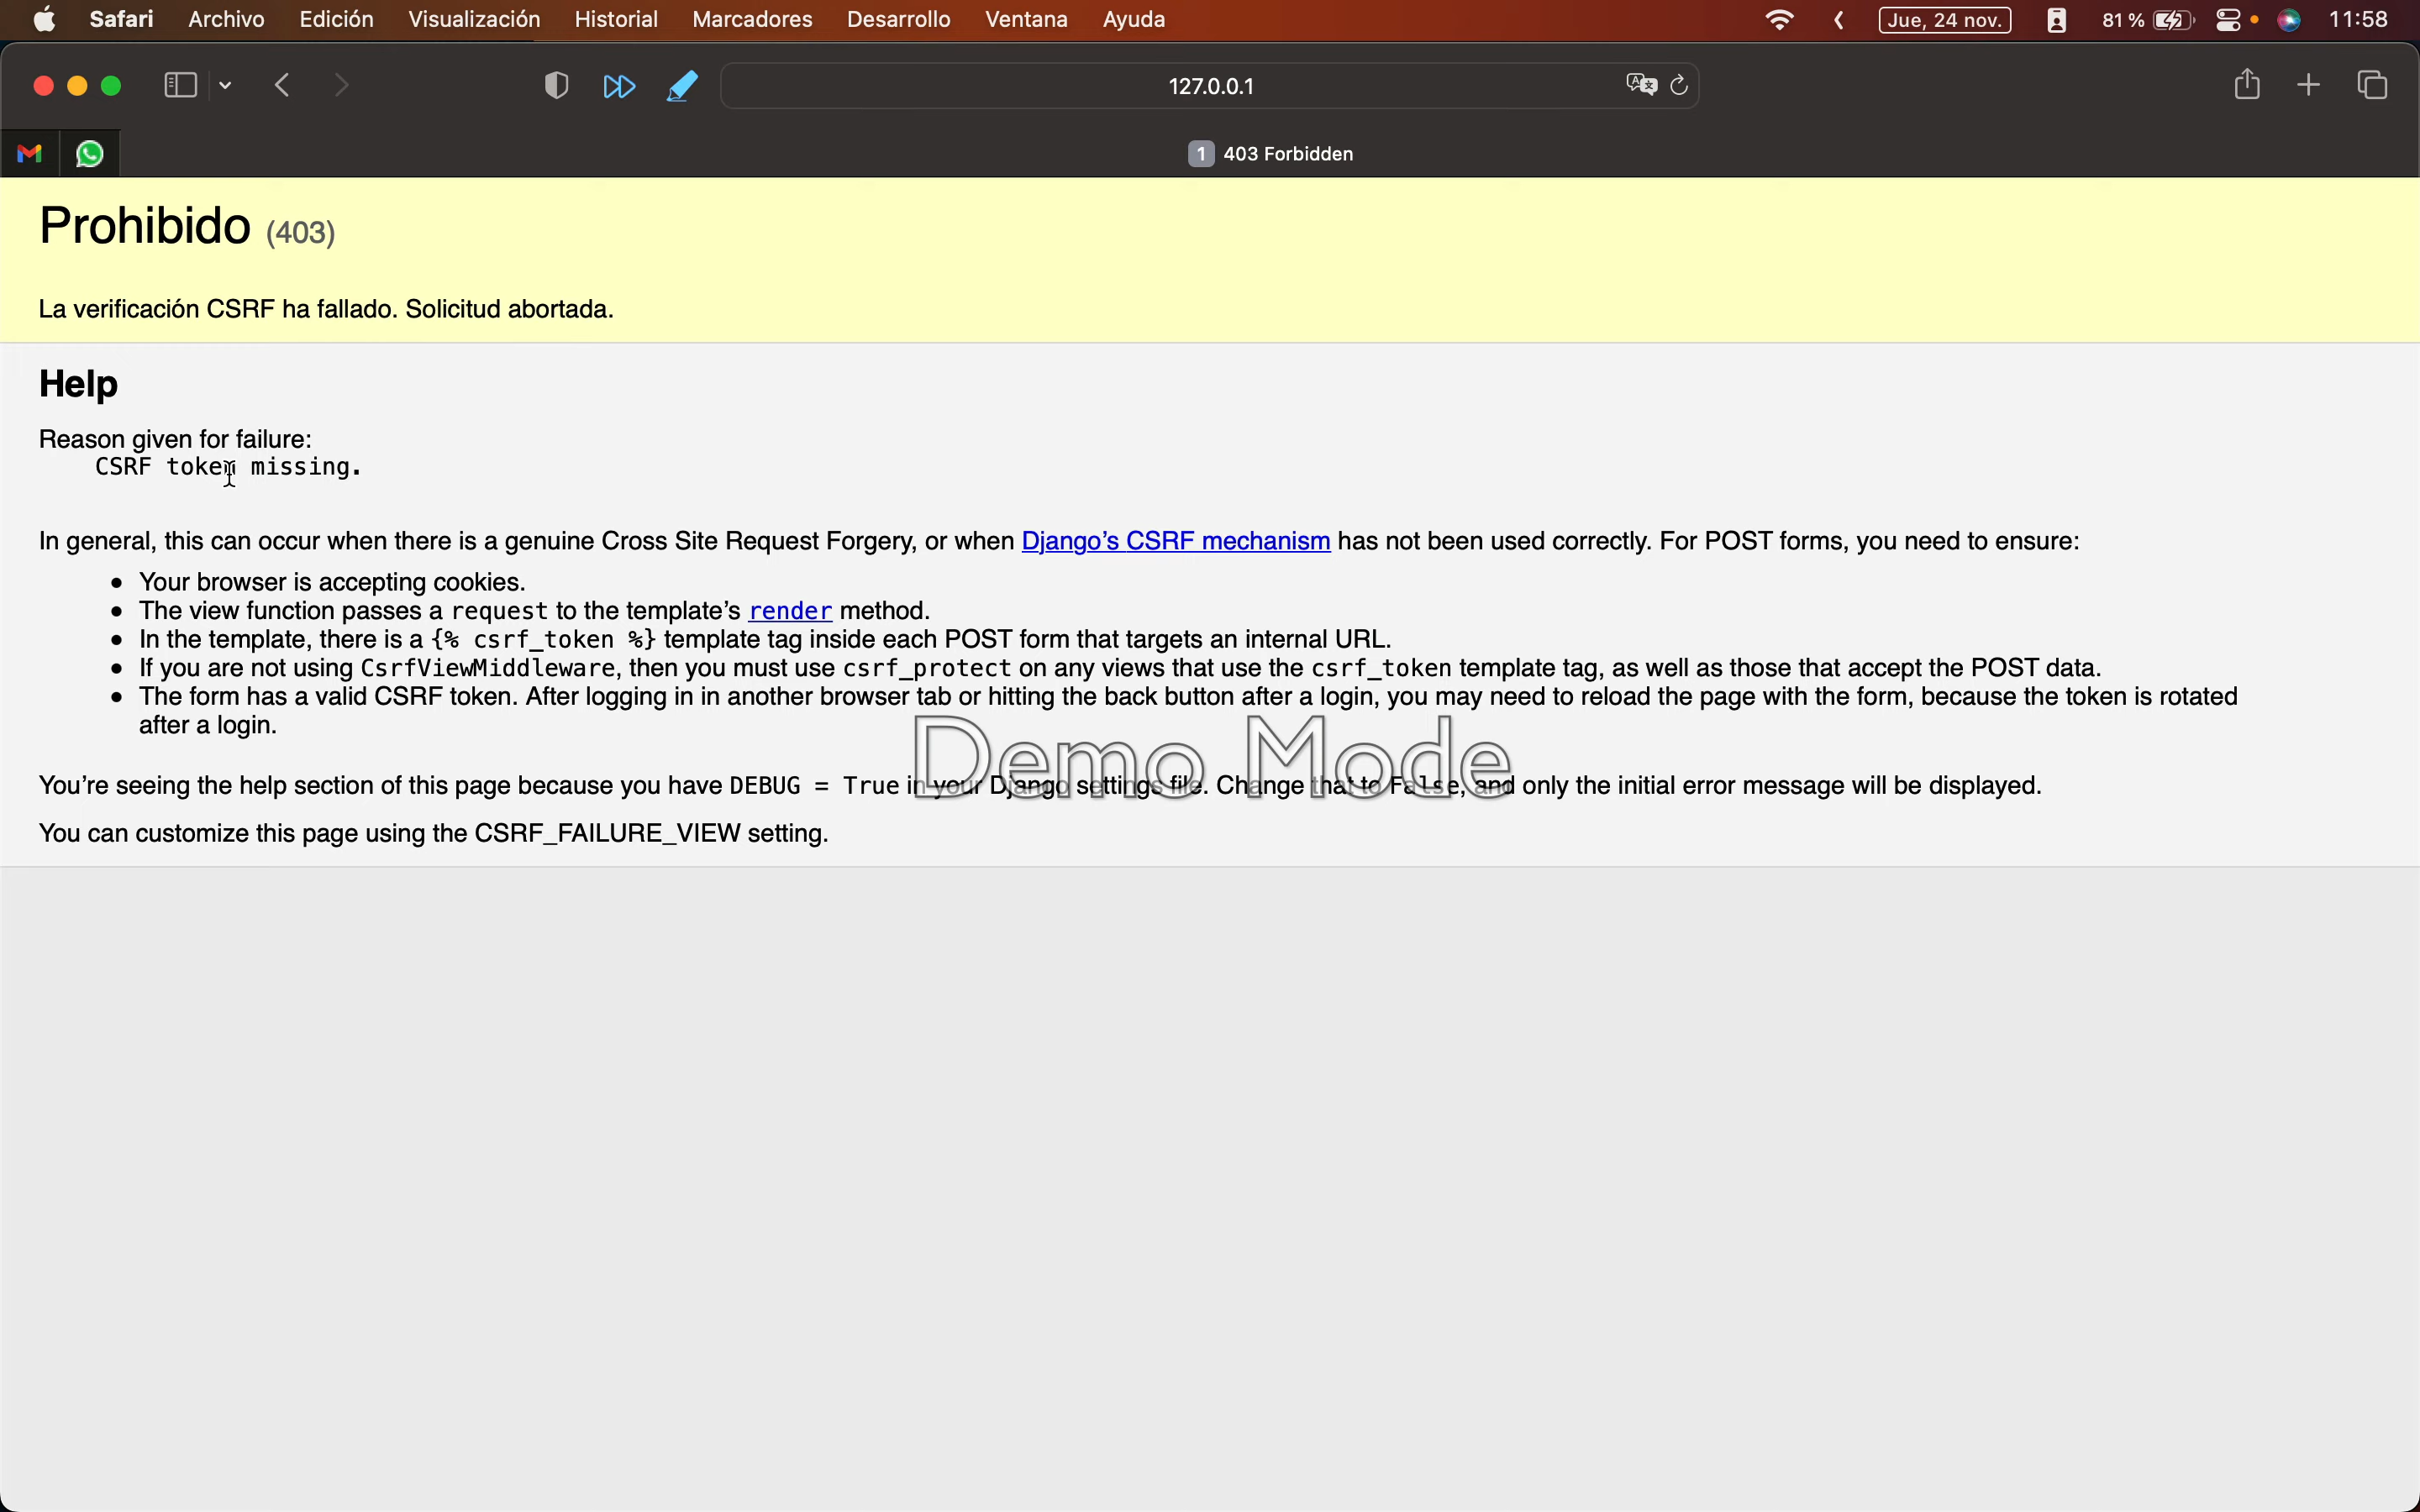 Safari Archivo Edición Visualización Historial Marcadores Desarrollo Ventana Ayuda Jue, 24 nov. 81 % 11:58
127.0.0.1
1 403 Forbidden
Prohibido (403)
La verificación CSRF ha fallado. Solicitud abortada.
Help
Reason given for failure:
CSRF token missing.
In general, this can occur when there is a genuine Cross Site Request Forgery, or when Django’s CSRF mechanism has not been used correctly. For POST forms, you need to ensure:
• Your browser is accepting cookies.
• The view function passes a request to the template’s render method.
• In the template, there is a {% csrf_token %} template tag inside each POST form that targets an internal URL.
• If you are not using CsrfViewMiddleware, then you must use csrf_protect on any views that use the csrf_token template tag, as well as those that accept the POST data.
• The form has a valid CSRF token. After logging in in another browser tab or hitting the back button after a login, you may need to reload the page with the form, because the token is rotated
after a login.
Demo Mode
You’re seeing the help section of this page because you have DEBUG = True in your Django settings file. Change that to False, and only the initial error message will be displayed.
You can customize this page using the CSRF_FAILURE_VIEW setting.